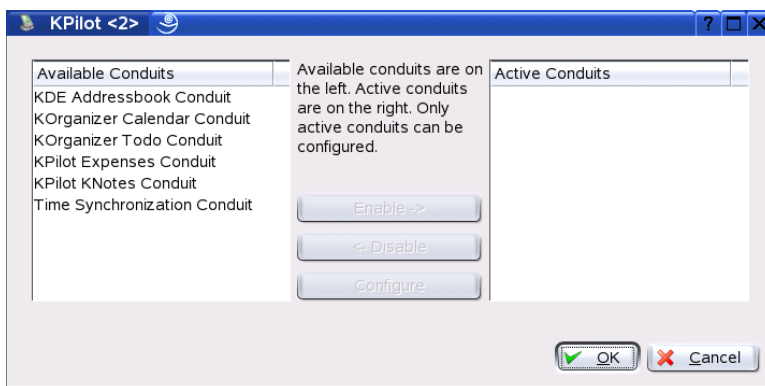 KPilot <2>
Available Conduits
KDE Addressbook Conduit
KOrganizer Calendar Conduit
KOrganizer Todo Conduit
KPilot Expenses Conduit
KPilot KNotes Conduit
Time Synchronization Conduit
Available conduits are on
the left. Active conduits
are on the right. Only
active conduits can be
configured.
Enable ->
<- Disable
Configure
Active Conduits
OK
Cancel